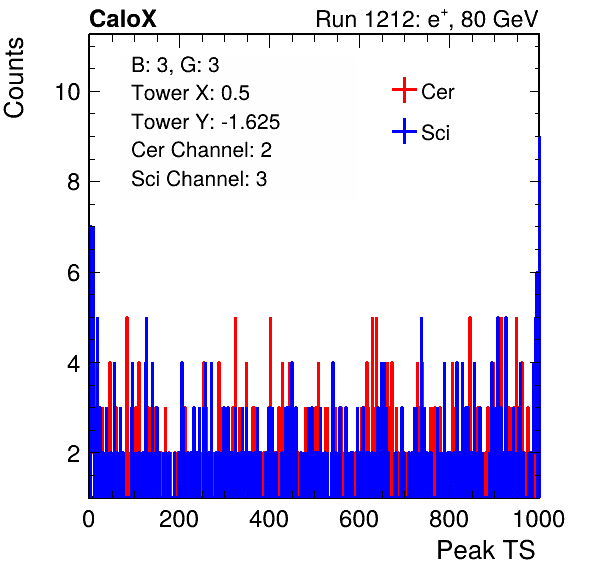 CaloX Run 1212: e⁺, 80 GeV
Counts
B: 3, G: 3
Tower X: 0.5
Tower Y: -1.625
Cer Channel: 2
Sci Channel: 3
Cer
Sci
10
8
6
4
2
0 200 400 600 800 1000
Peak TS